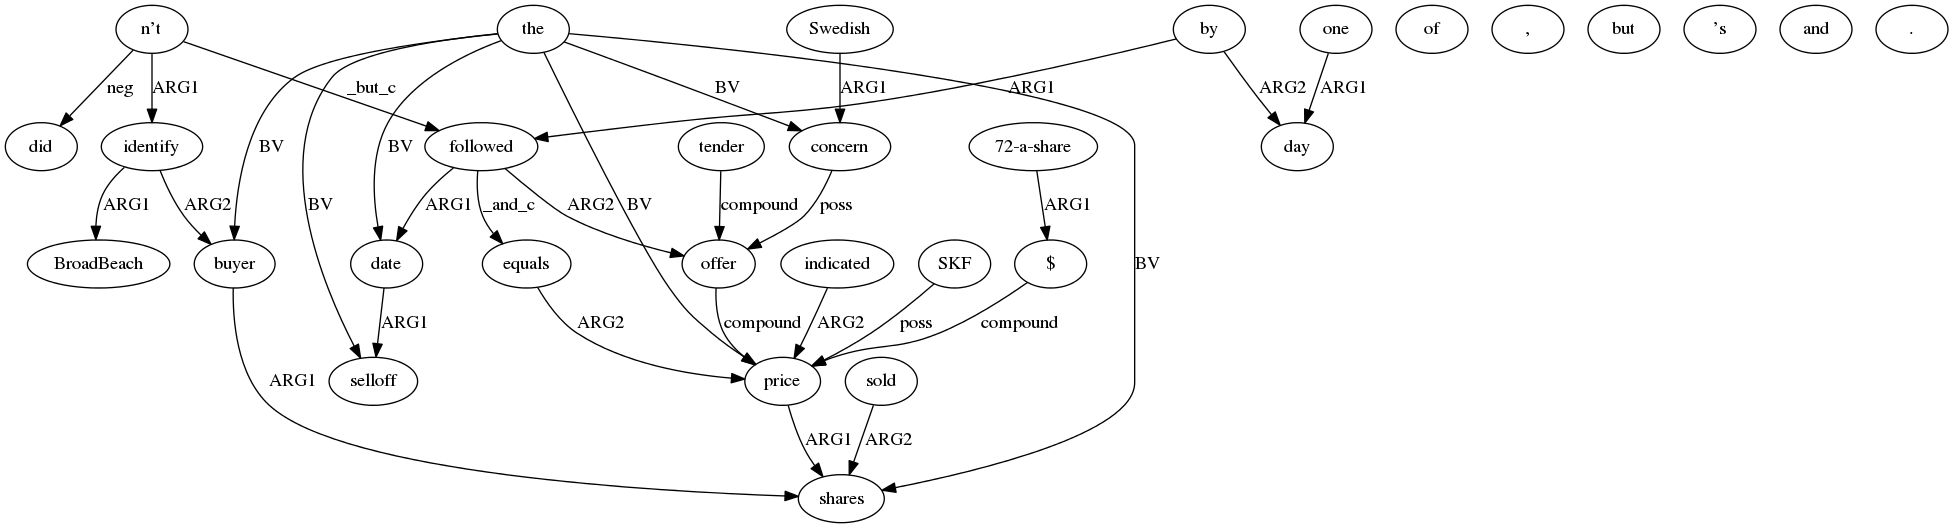 n't the Swedish by one of , but 's and .
neg ARG1 _but_c BV ARG1 ARG1 ARG2 ARG1
did identify followed tender concern 72-a-share day
BV BV BV
ARG1 ARG2 ARG1 _and_c ARG2 BV compound poss ARG1
BroadBeach buyer date equals offer indicated SKF $ BV
ARG1 ARG2 compound ARG2 poss compound
selloff price sold
ARG1 ARG1 ARG2
shares